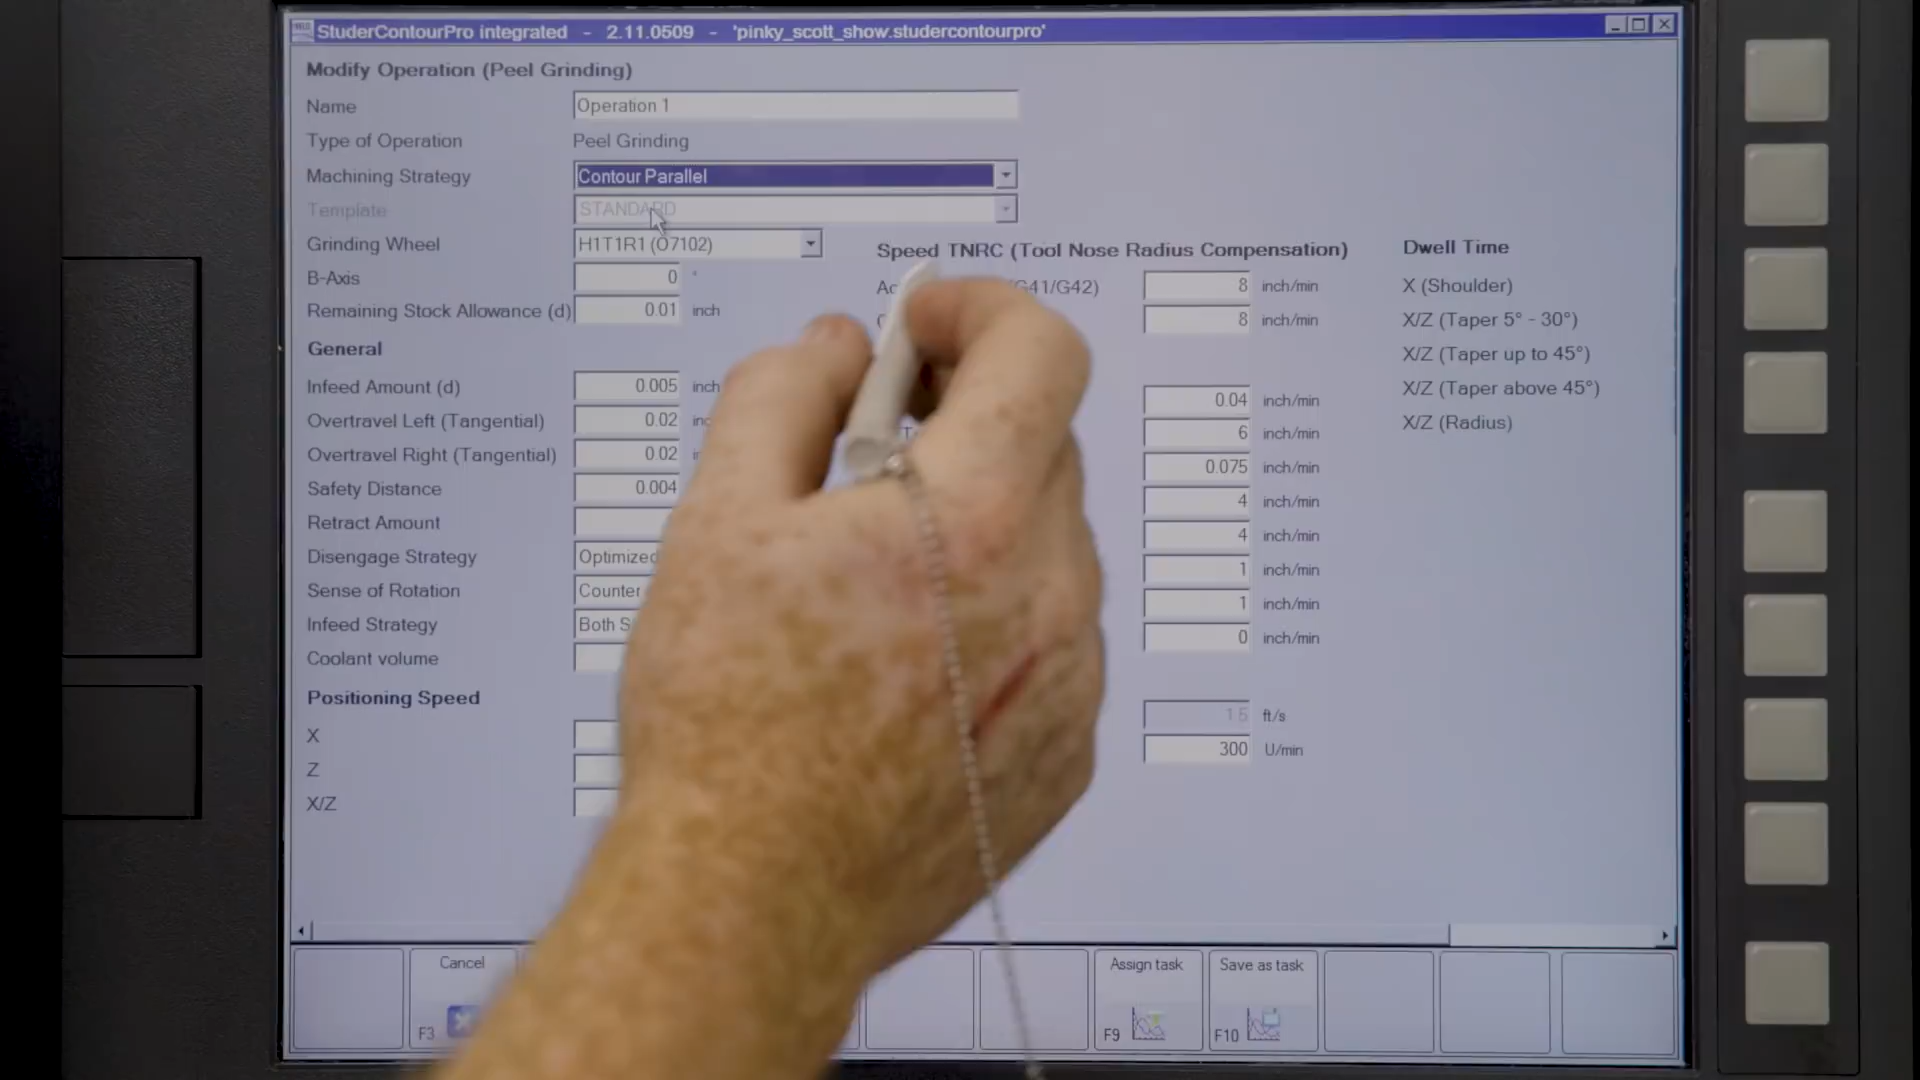 StuderContourPro integrated - 2.11.0509 - 'pinky_scott_show.studercontourpro'
Modify Operation (Peel Grinding)
Name Operation 1
Type of Operation Peel Grinding
Machining Strategy Contour Parallel
Template STANDARD
Grinding Wheel H1T1R1 (O7102)
B-Axis 0 °
Remaining Stock Allowance (d) 0.01 inch
General
Infeed Amount (d) 0.005 inch
Overtravel Left (Tangential) 0.02
Overtravel Right (Tangential) 0.02
Safety Distance 0.004
Retract Amount
Disengage Strategy Optimized
Sense of Rotation Counter
Infeed Strategy Both
Coolant volume
Positioning Speed
X
Z
X/Z
Speed TNRC (Tool Nose Radius Compensation)
(G41/G42) 8 inch/min
8 inch/min
0.04 inch/min
6 inch/min
0.075 inch/min
4 inch/min
4 inch/min
1 inch/min
1 inch/min
0 inch/min
15 ft/s
300 U/min
Dwell Time
X (Shoulder)
X/Z (Taper 5° - 30°)
X/Z (Taper up to 45°)
X/Z (Taper above 45°)
X/Z (Radius)
Cancel
F3
Assign task
F9
Save as task
F10